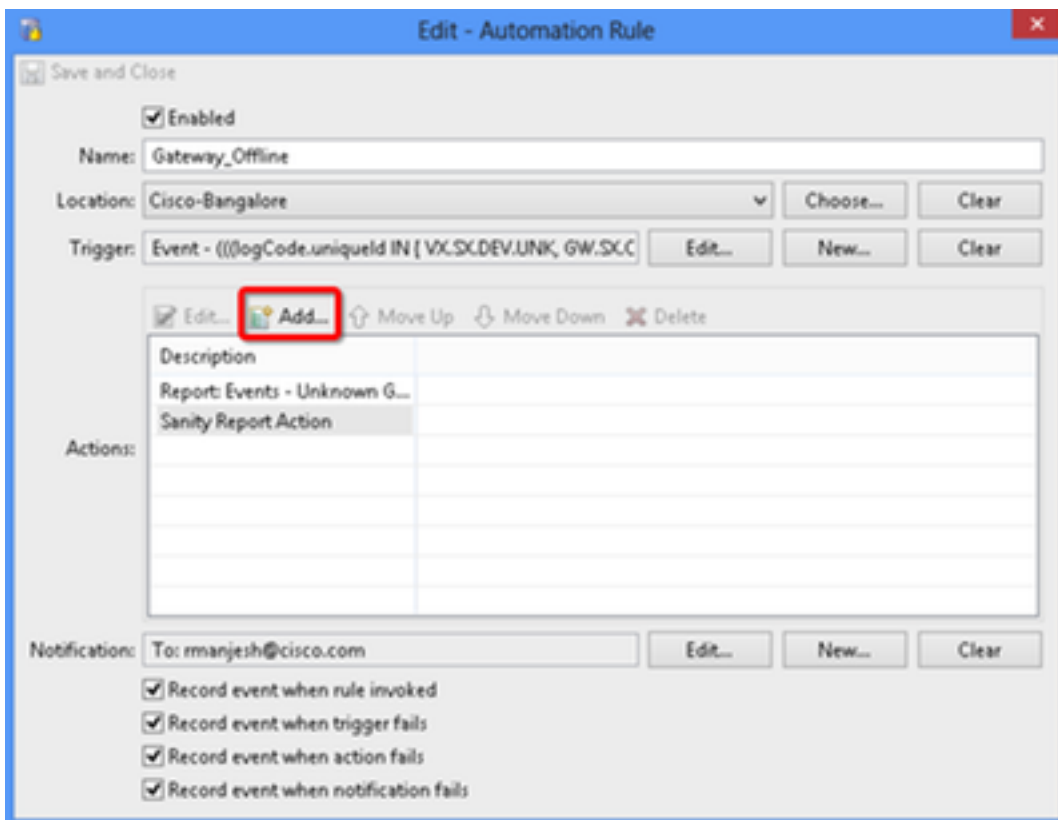 Edit - Automation Rule
Save and Close
Enabled
Name: Gateway_Offline
Location: Cisco-Bangalore Choose... Clear
Trigger: Event - (((logCode.uniqueId IN [ VX.SX.DEV.UNK, GW.SX.C Edit... New... Clear
Edit... Add... Move Up Move Down Delete
Description
Report: Events - Unknown G...
Sanity Report Action
Actions:
Notification: To: rmanjesh@cisco.com Edit... New... Clear
Record event when rule invoked
Record event when trigger fails
Record event when action fails
Record event when notification fails